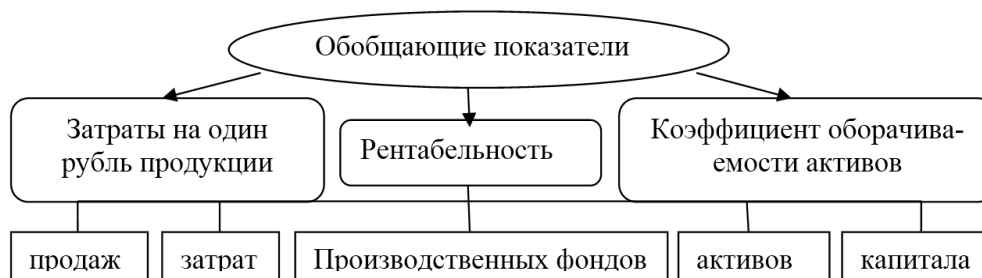 Обобщающие показатели
Затраты на один
рубль продукции
Рентабельность
Коэффициент оборачива-
емости активов
продаж
затрат
Производственных фондов
активов
капитала